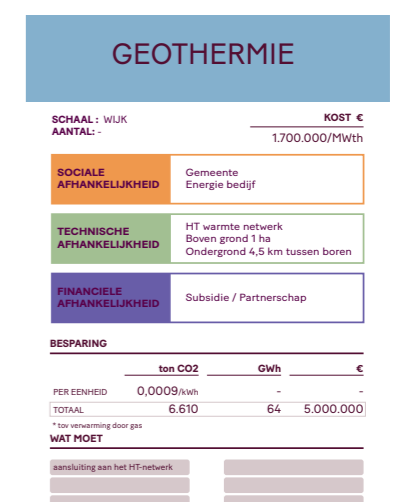 GEOTHERMIE
SCHAAL : WIJK
AANTAL: -
KOST €
1.700.000/MWth
SOCIALE
AFHANKELIJKHEID
Gemeente
Energie bedijf
TECHNISCHE
AFHANKELIJKHEID
HT warmte netwerk
Boven grond 1 ha
Ondergrond 4,5 km tussen boren
FINANCIELE
AFHANKELIJKHEID
Subsidie / Partnerschap
BESPARING
ton CO2 GWh €
PER EENHEID 0,0009/kWh - -
TOTAAL 6.610 64 5.000.000
* tov verwarming door gas
WAT MOET
aansluiting aan het HT-netwerk